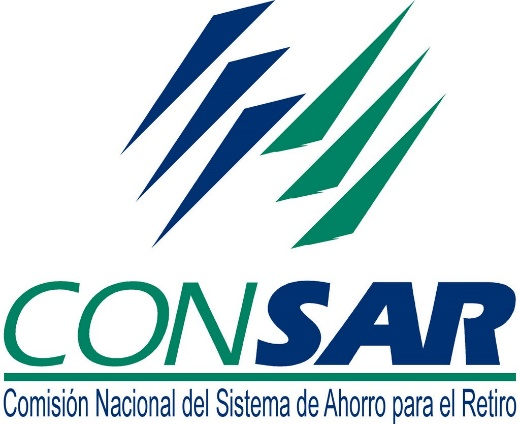 CONSAR
Comisión Nacional del Sistema de Ahorro para el Retiro